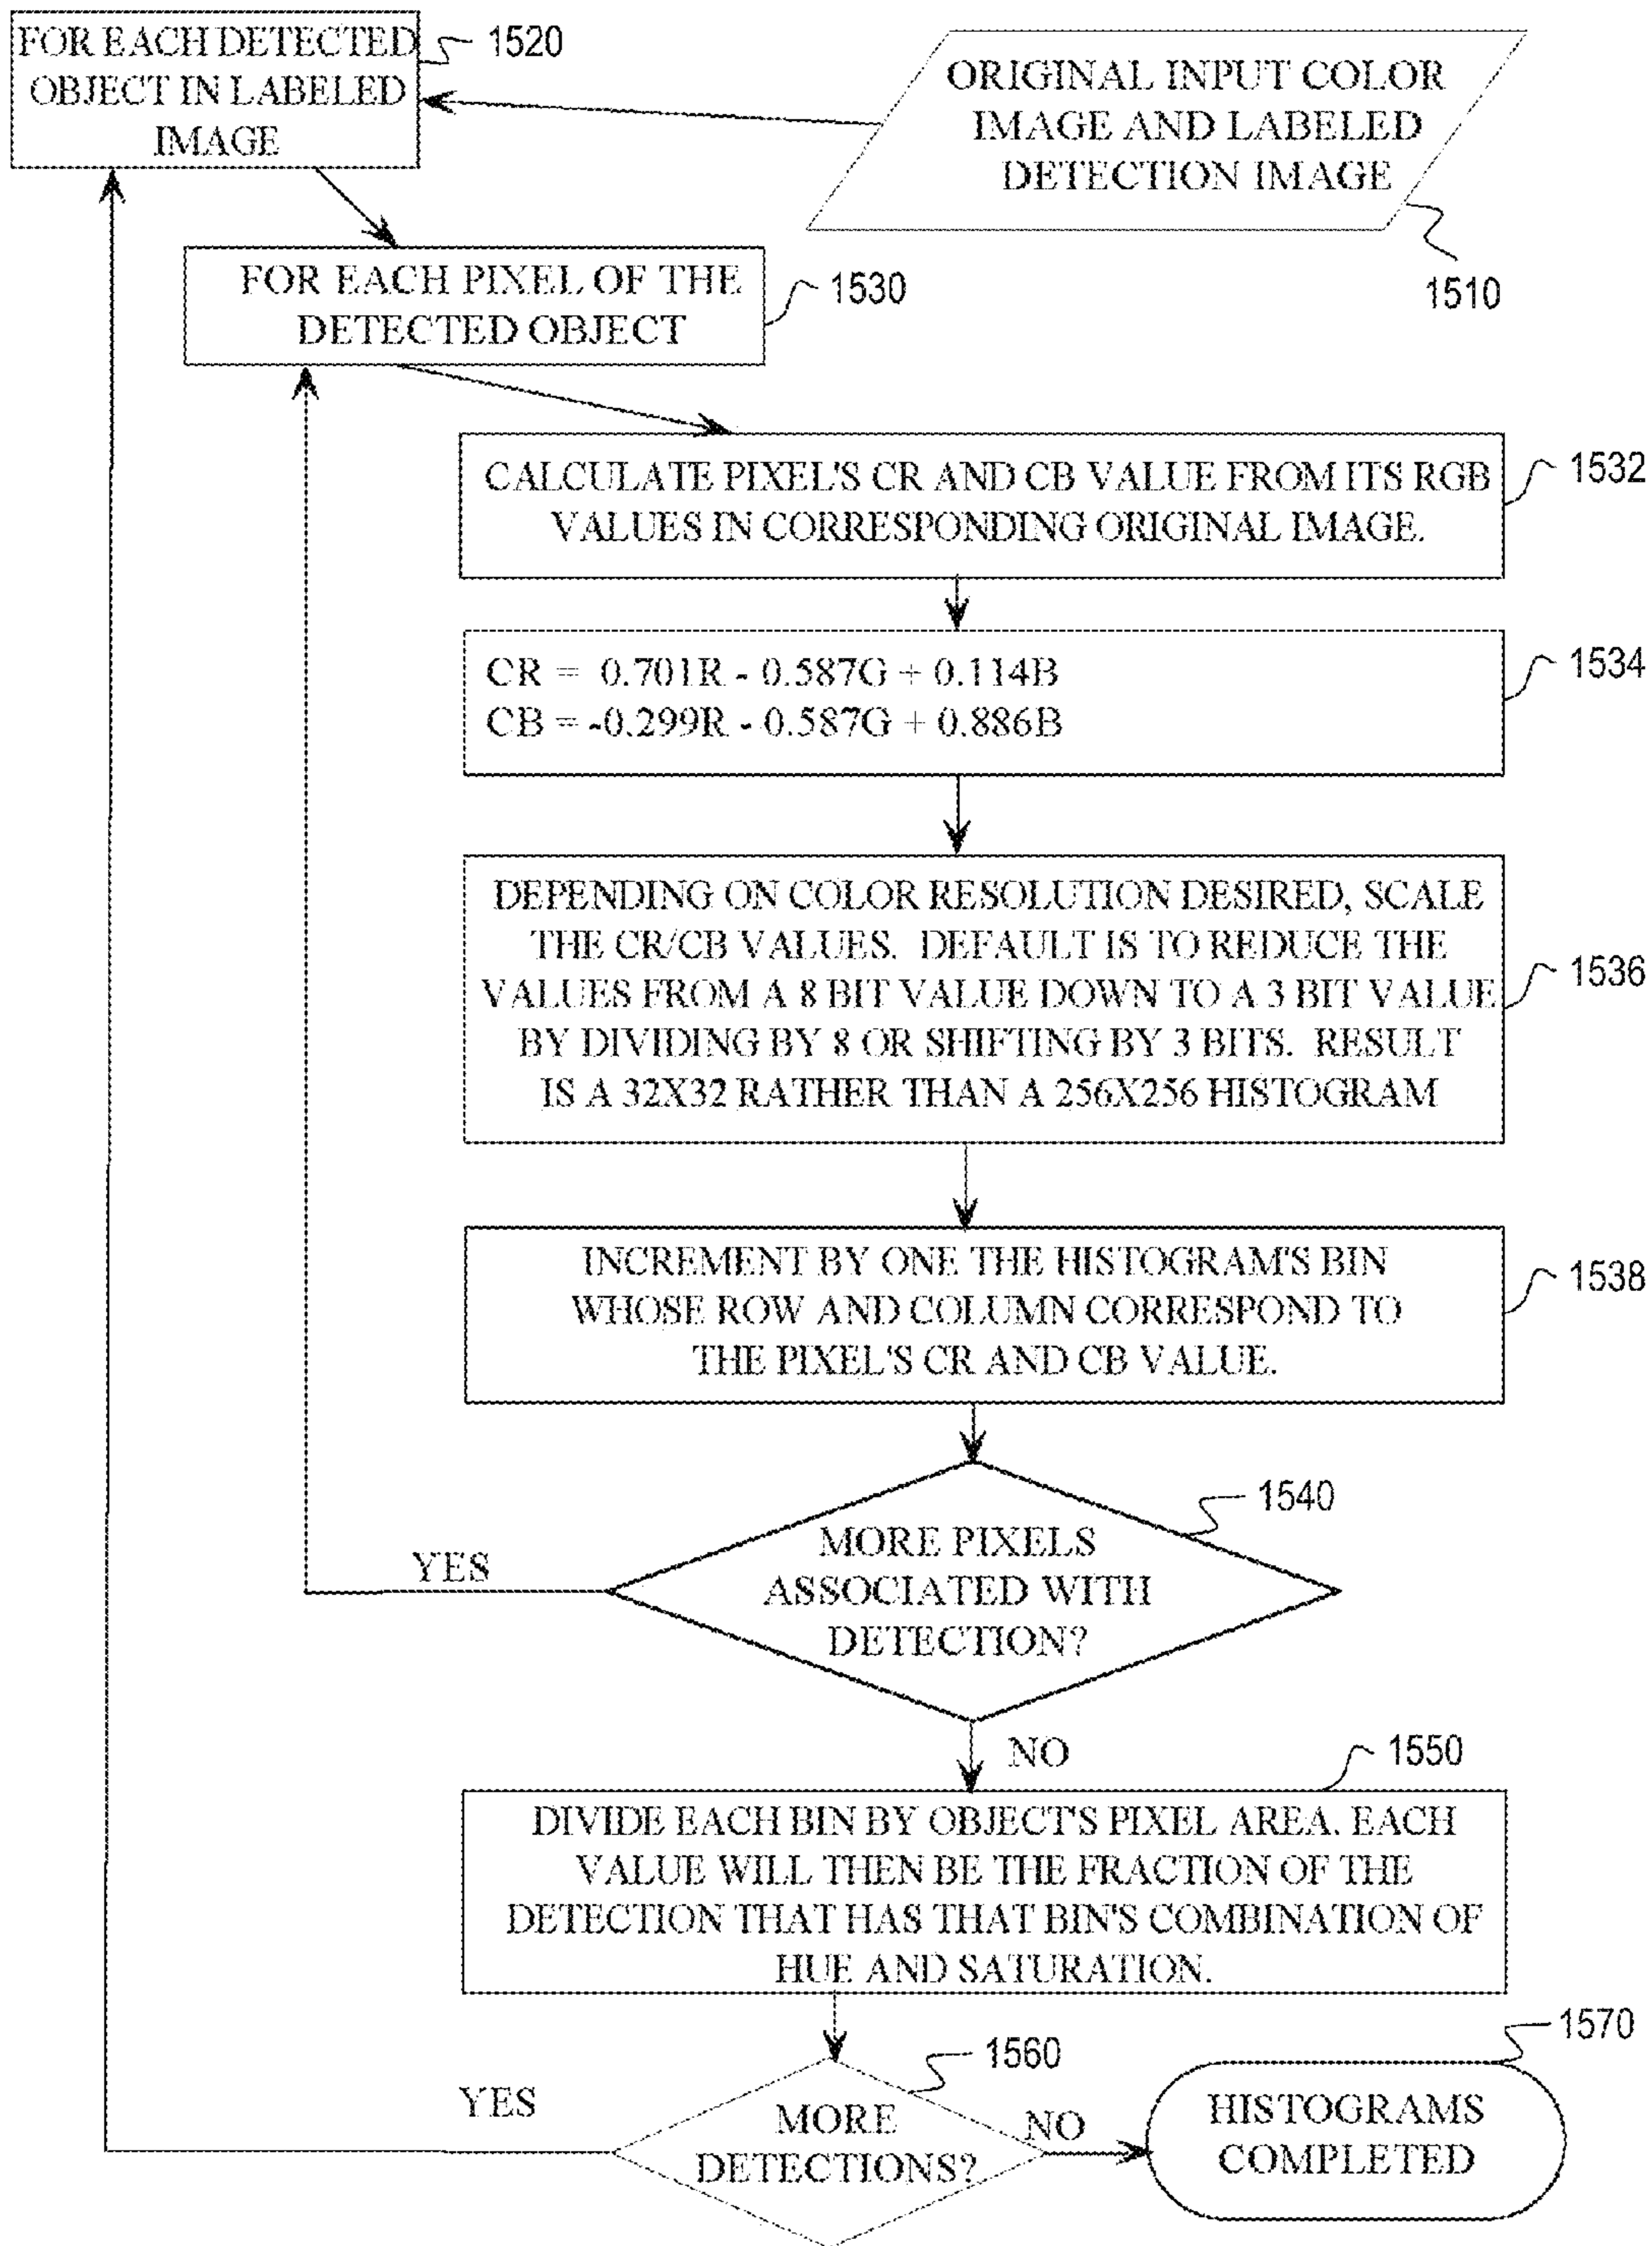 FOR EACH DETECTED
OBJECT IN LABELED
IMAGE
1520
ORIGINAL INPUT COLOR
IMAGE AND LABELED
DETECTION IMAGE
1510
FOR EACH PIXEL OF THE
DETECTED OBJECT
1530
CALCULATE PIXEL'S CR AND CB VALUE FROM ITS RGB
VALUES IN CORRESPONDING ORIGINAL IMAGE.
1532
CR = 0.701R - 0.587G + 0.114B
CB = -0.299R - 0.587G + 0.886B
1534
DEPENDING ON COLOR RESOLUTION DESIRED, SCALE
THE CR/CB VALUES. DEFAULT IS TO REDUCE THE
VALUES FROM A 8 BIT VALUE DOWN TO A 3 BIT VALUE
BY DIVIDING BY 8 OR SHIFTING BY 3 BITS. RESULT
IS A 32X32 RATHER THAN A 256X256 HISTOGRAM
1536
INCREMENT BY ONE THE HISTOGRAM'S BIN
WHOSE ROW AND COLUMN CORRESPOND TO
THE PIXEL'S CR AND CB VALUE.
1538
MORE PIXELS
ASSOCIATED WITH
DETECTION?
1540
YES
NO
DIVIDE EACH BIN BY OBJECT'S PIXEL AREA. EACH
VALUE WILL THEN BE THE FRACTION OF THE
DETECTION THAT HAS THAT BIN'S COMBINATION OF
HUE AND SATURATION.
1550
MORE
DETECTIONS?
1560
YES
NO
HISTOGRAMS
COMPLETED
1570